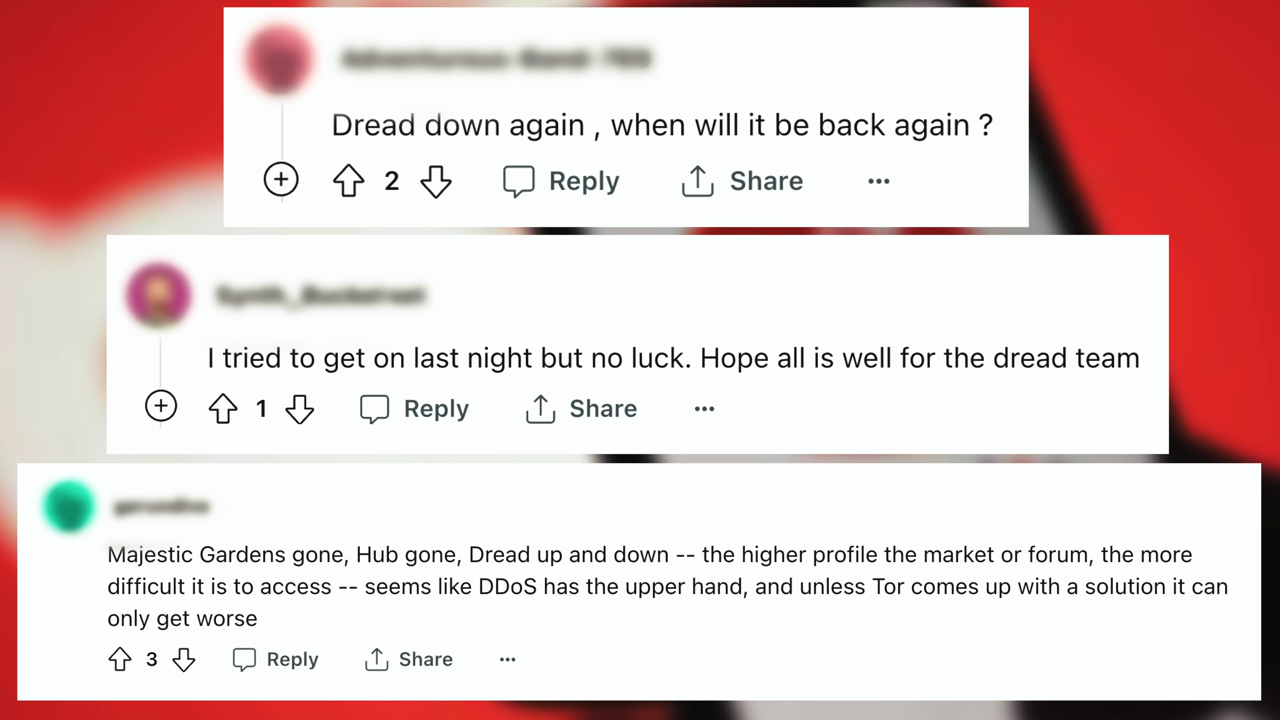 Dread down again , when will it be back again ?
2 Reply Share
I tried to get on last night but no luck. Hope all is well for the dread team
1 Reply Share
Majestic Gardens gone, Hub gone, Dread up and down -- the higher profile the market or forum, the more
difficult it is to access -- seems like DDoS has the upper hand, and unless Tor comes up with a solution it can
only get worse
3 Reply Share